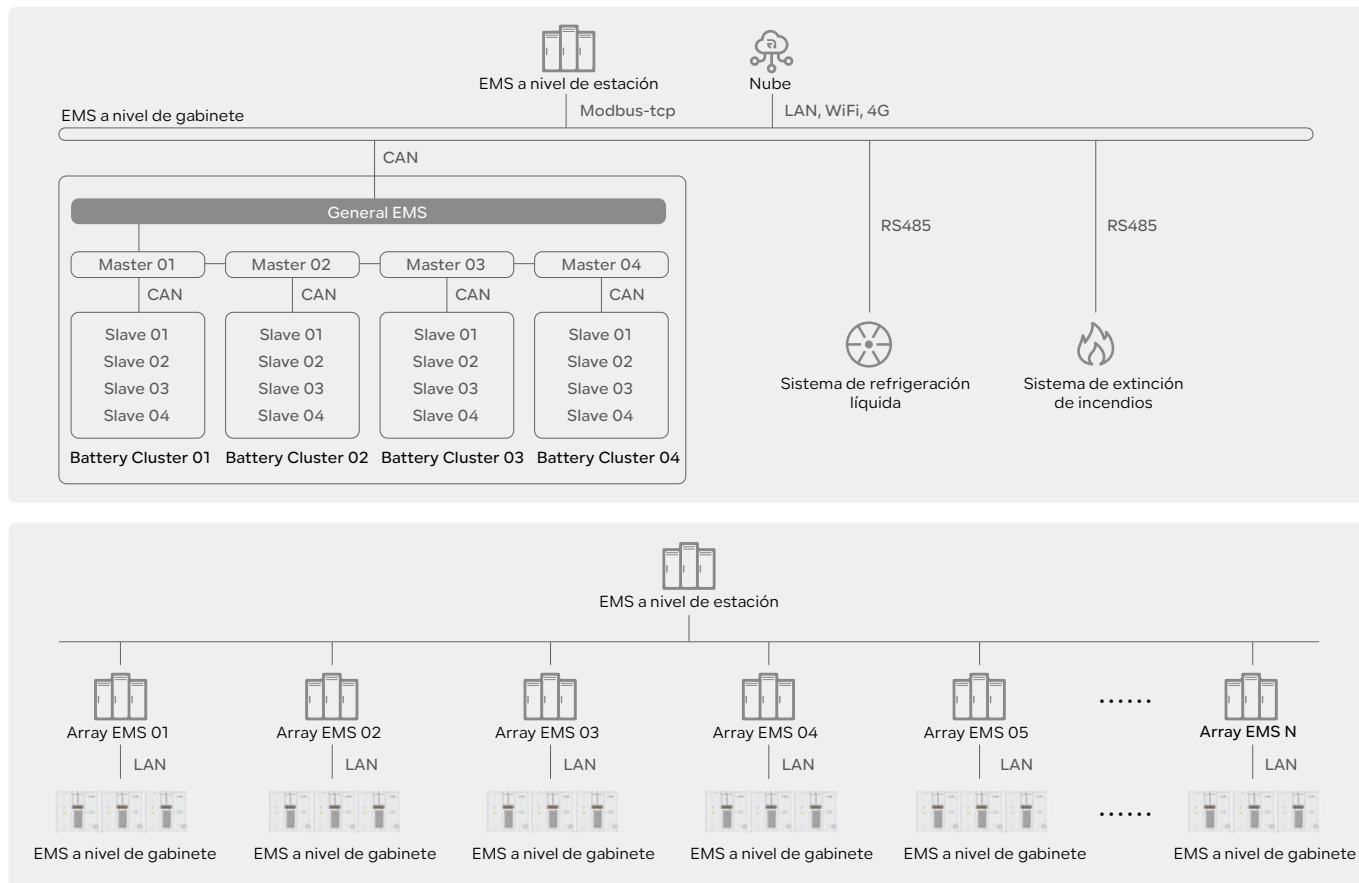 EMS a nivel de estación
Nube
Modbus-tcp
LAN, WiFi, 4G
EMS a nivel de gabinete
CAN
General EMS
RS485
RS485
Master 01
Master 02
Master 03
Master 04
CAN
CAN
CAN
CAN
Slave 01
Slave 02
Slave 03
Slave 04
Slave 01
Slave 02
Slave 03
Slave 04
Slave 01
Slave 02
Slave 03
Slave 04
Slave 01
Slave 02
Slave 03
Slave 04
Battery Cluster 01
Battery Cluster 02
Battery Cluster 03
Battery Cluster 04
Sistema de refrigeración
líquida
Sistema de extinción
de incendios
EMS a nivel de estación
Array EMS 01
Array EMS 02
Array EMS 03
Array EMS 04
Array EMS 05
......
Array EMS N
LAN
LAN
LAN
LAN
LAN
LAN
......
EMS a nivel de gabinete
EMS a nivel de gabinete
EMS a nivel de gabinete
EMS a nivel de gabinete
EMS a nivel de gabinete
EMS a nivel de gabinete